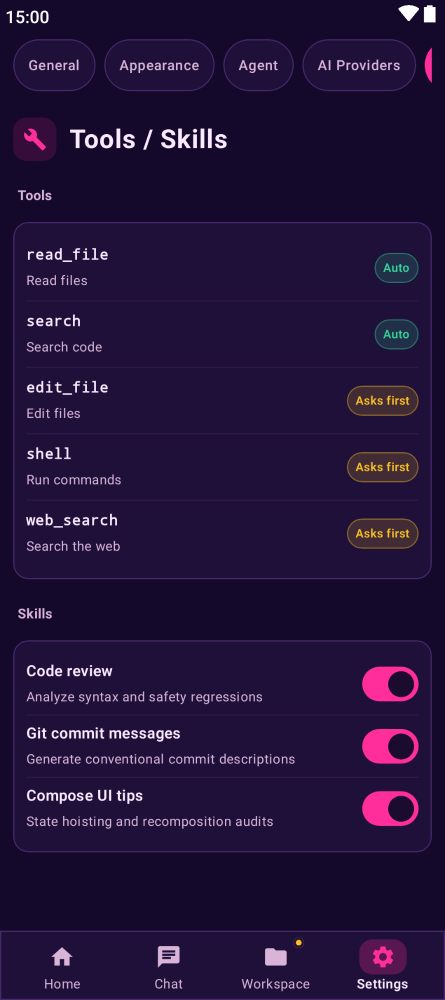 15:00
General
Appearance
Agent
AI Providers
Tools / Skills
Tools
read_file
Read files
Auto
search
Search code
Auto
edit_file
Edit files
Asks first
shell
Run commands
Asks first
web_search
Search the web
Asks first
Skills
Code review
Analyze syntax and safety regressions
Git commit messages
Generate conventional commit descriptions
Compose UI tips
State hoisting and recomposition audits
Home
Chat
Workspace
Settings